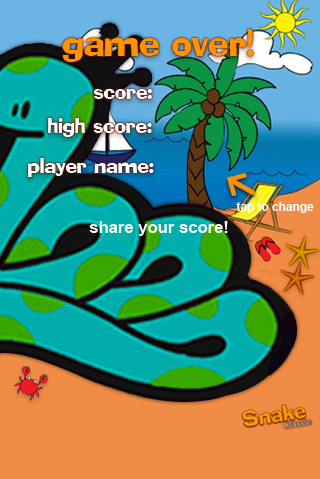 game over!
score:
high score:
player name:
tap to change
share your score!
Snake
classic